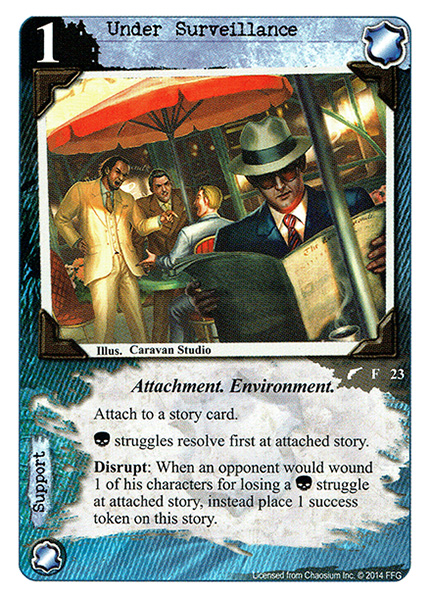 1
Under Surveillance
Illus. Caravan Studio
F 23
Attachment. Environment.
Attach to a story card.
struggles resolve first at attached story.
Disrupt: When an opponent would wound
1 of his characters for losing a struggle
at attached story, instead place 1 success
token on this story.
Support
Licensed from Chaosium Inc. © 2014 FFG